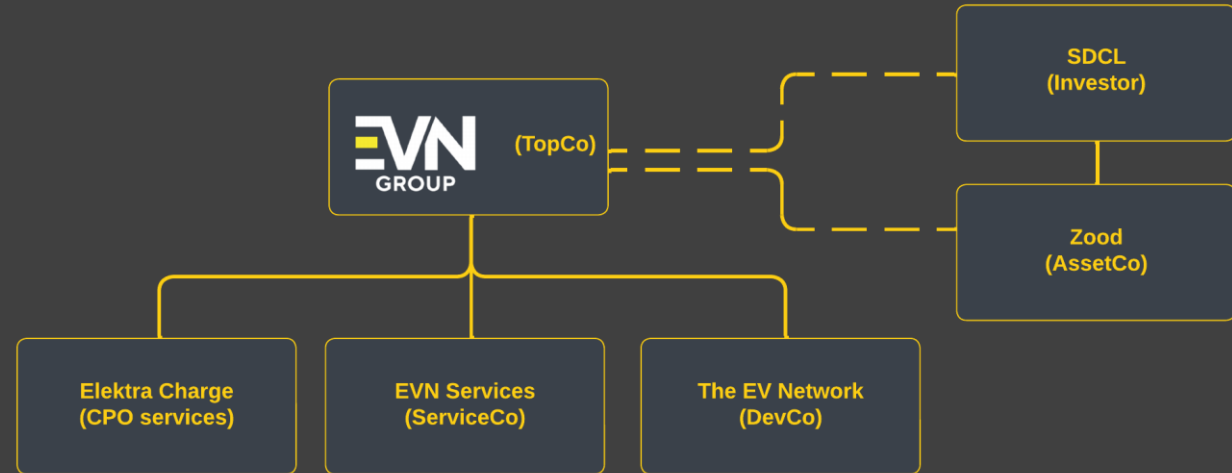 EVN
GROUP
(TopCo)
SDCL
(Investor)
Zood
(AssetCo)
Elektra Charge
(CPO services)
EVN Services
(ServiceCo)
The EV Network
(DevCo)